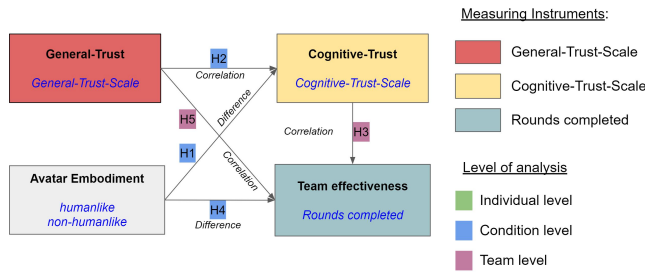 Measuring Instruments:
General-Trust
General-Trust-Scale
H2
Correlation
Cognitive-Trust
Cognitive-Trust-Scale
General-Trust-Scale
Cognitive-Trust-Scale
Rounds completed
H5
Difference
H1
Correlation
Correlation
H3
Avatar Embodiment
humanlike
non-humanlike
H4
Difference
Team effectiveness
Rounds completed
Level of analysis
Individual level
Condition level
Team level